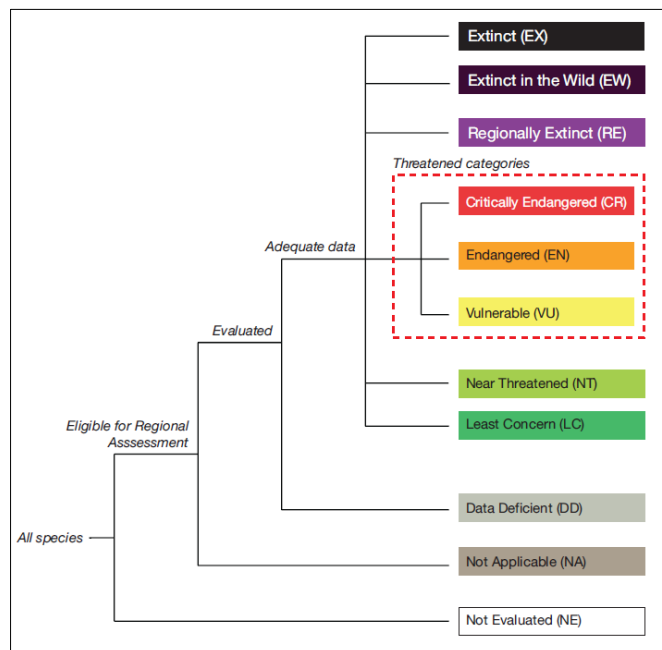 Extinct (EX)
Extinct in the Wild (EW)
Regionally Extinct (RE)
Threatened categories
Critically Endangered (CR)
Adequate data
Endangered (EN)
Vulnerable (VU)
Evaluated
Near Threatened (NT)
Eligible for Regional
Asssessment
Least Concern (LC)
Data Deficient (DD)
All species
Not Applicable (NA)
Not Evaluated (NE)